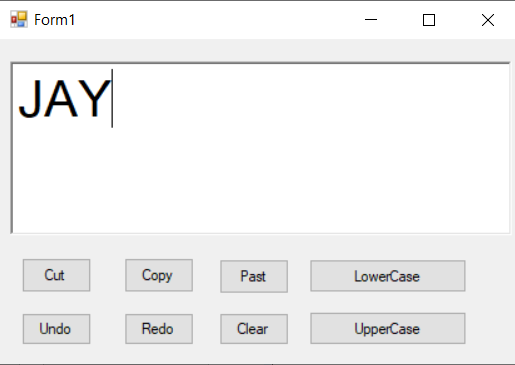 Form1
JAY
Cut Copy Past LowerCase
Undo Redo Clear UpperCase